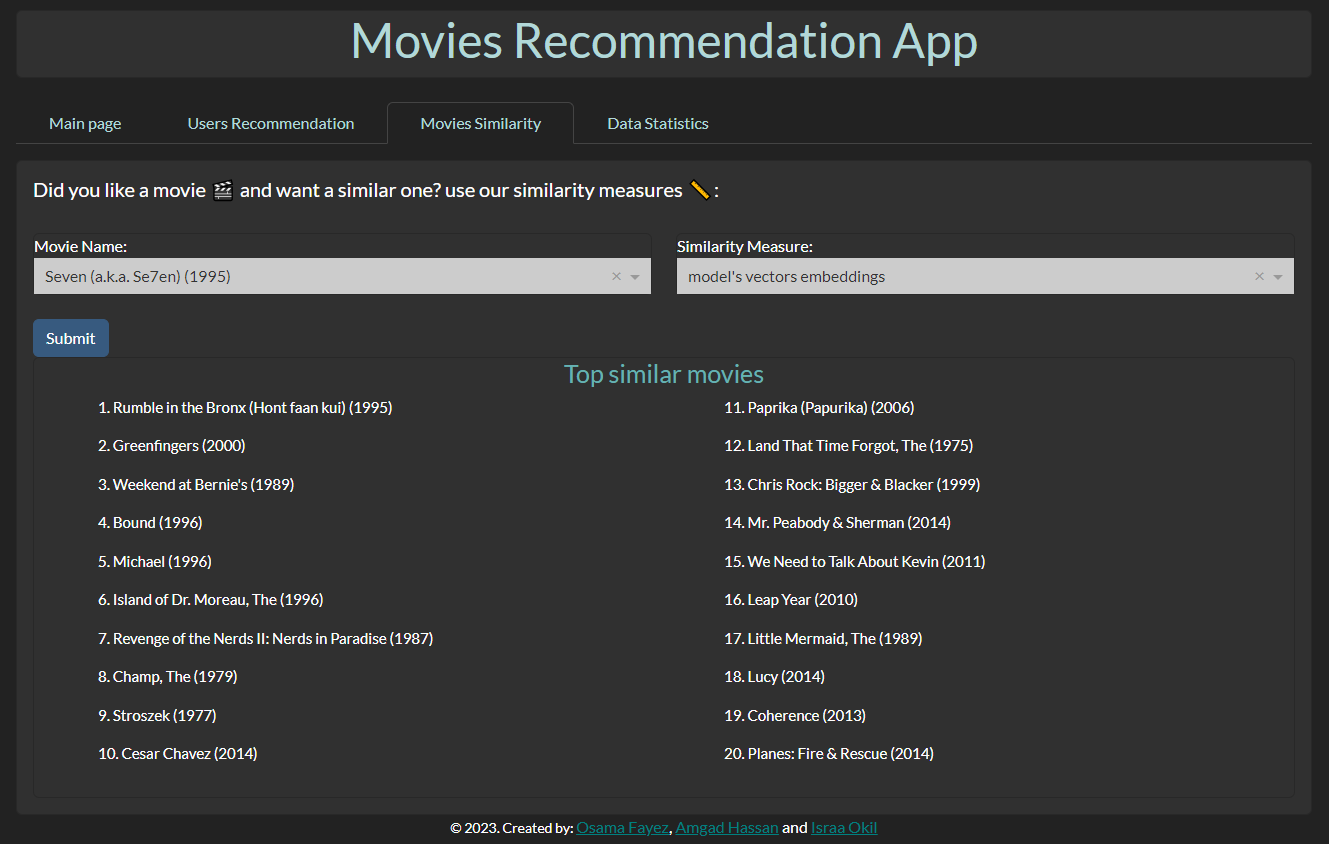 Movies Recommendation App
Main page
Users Recommendation
Movies Similarity
Data Statistics
Did you like a movie 🎬 and want a similar one? use our similarity measures 📏 :
Movie Name:
Seven (a.k.a. Se7en) (1995)
Similarity Measure:
model's vectors embeddings
Submit
Top similar movies
1. Rumble in the Bronx (Hont faan kui) (1995)
2. Greenfingers (2000)
3. Weekend at Bernie's (1989)
4. Bound (1996)
5. Michael (1996)
6. Island of Dr. Moreau, The (1996)
7. Revenge of the Nerds II: Nerds in Paradise (1987)
8. Champ, The (1979)
9. Stroszek (1977)
10. Cesar Chavez (2014)
11. Paprika (Papurika) (2006)
12. Land That Time Forgot, The (1975)
13. Chris Rock: Bigger & Blacker (1999)
14. Mr. Peabody & Sherman (2014)
15. We Need to Talk About Kevin (2011)
16. Leap Year (2010)
17. Little Mermaid, The (1989)
18. Lucy (2014)
19. Coherence (2013)
20. Planes: Fire & Rescue (2014)
© 2023. Created by: Osama Fayez, Amgad Hassan and Israa Okil